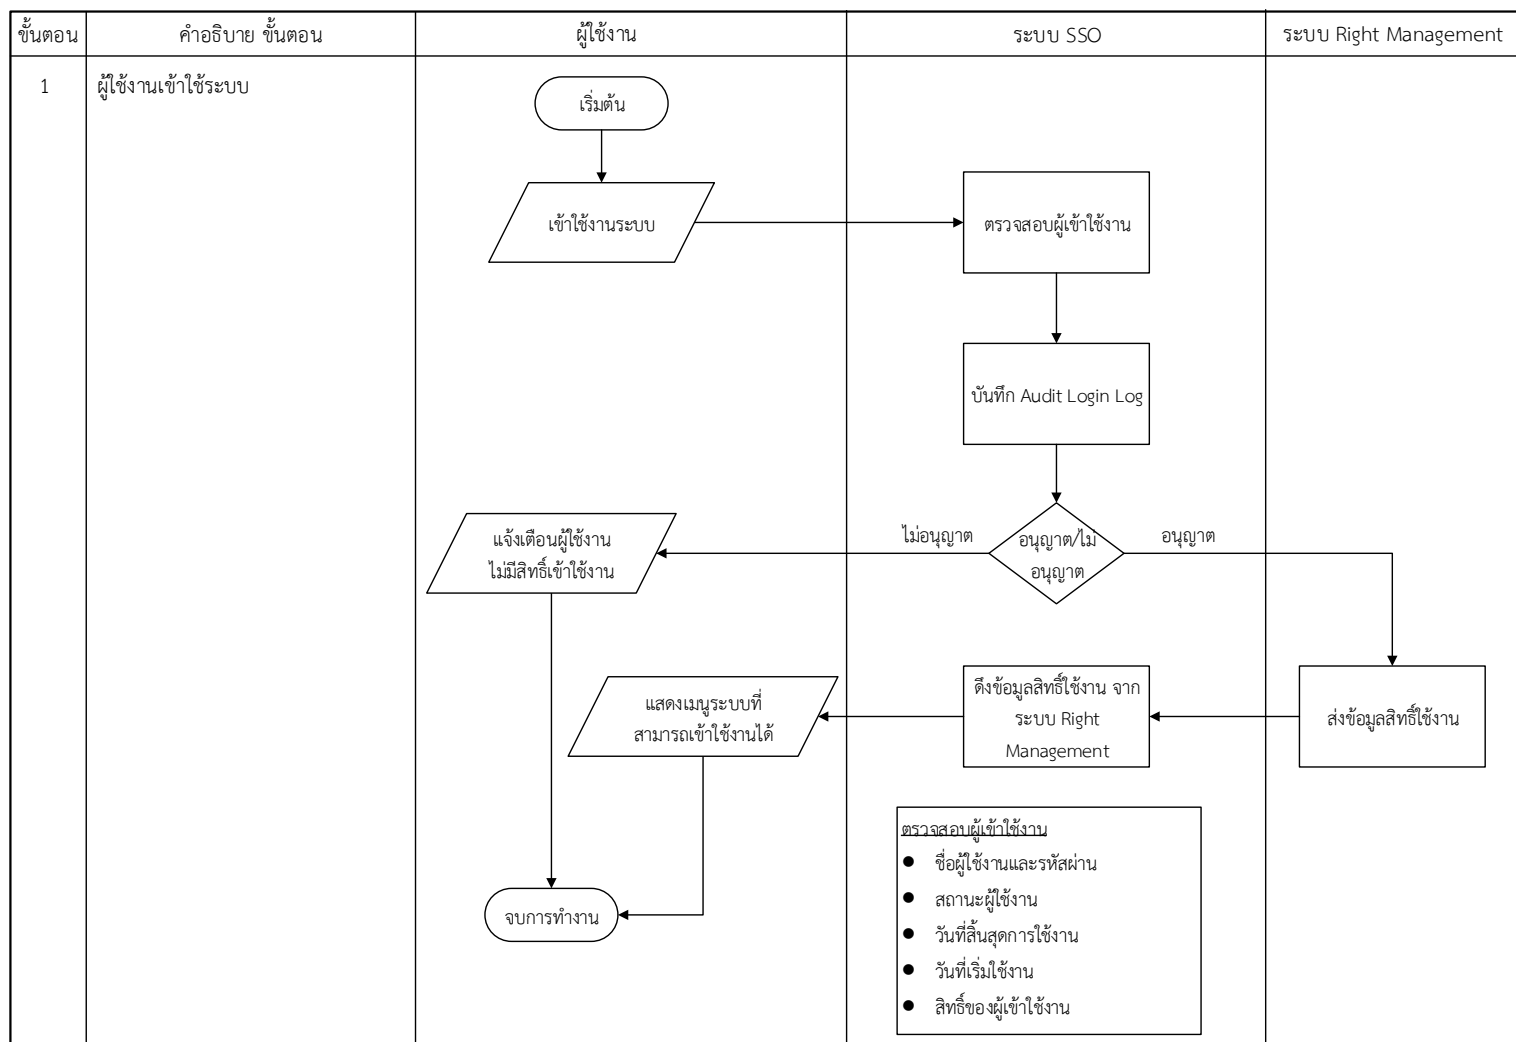 ขั้นตอน
คำอธิบาย ขั้นตอน
ผู้ใช้งาน
ระบบ SSO
ระบบ Right Management
1
ผู้ใช้งานเข้าใช้ระบบ
เริ่มต้น
เข้าใช้งานระบบ
ตรวจสอบผู้เข้าใช้งาน
บันทึก Audit Login Log
ไม่อนุญาต
อนุญาต/ไม่
อนุญาต
อนุญาต
แจ้งเตือนผู้ใช้งาน
ไม่มีสิทธิ์เข้าใช้งาน
แสดงเมนูระบบที่
สามารถเข้าใช้งานได้
ดึงข้อมูลสิทธิ์ใช้งาน จาก
ระบบ Right
Management
ส่งข้อมูลสิทธิ์ใช้งาน
จบการทำงาน
ตรวจสอบผู้เข้าใช้งาน
● ชื่อผู้ใช้งานและรหัสผ่าน
● สถานะผู้ใช้งาน
● วันที่สิ้นสุดการใช้งาน
● วันที่เริ่มใช้งาน
● สิทธิ์ของผู้เข้าใช้งาน